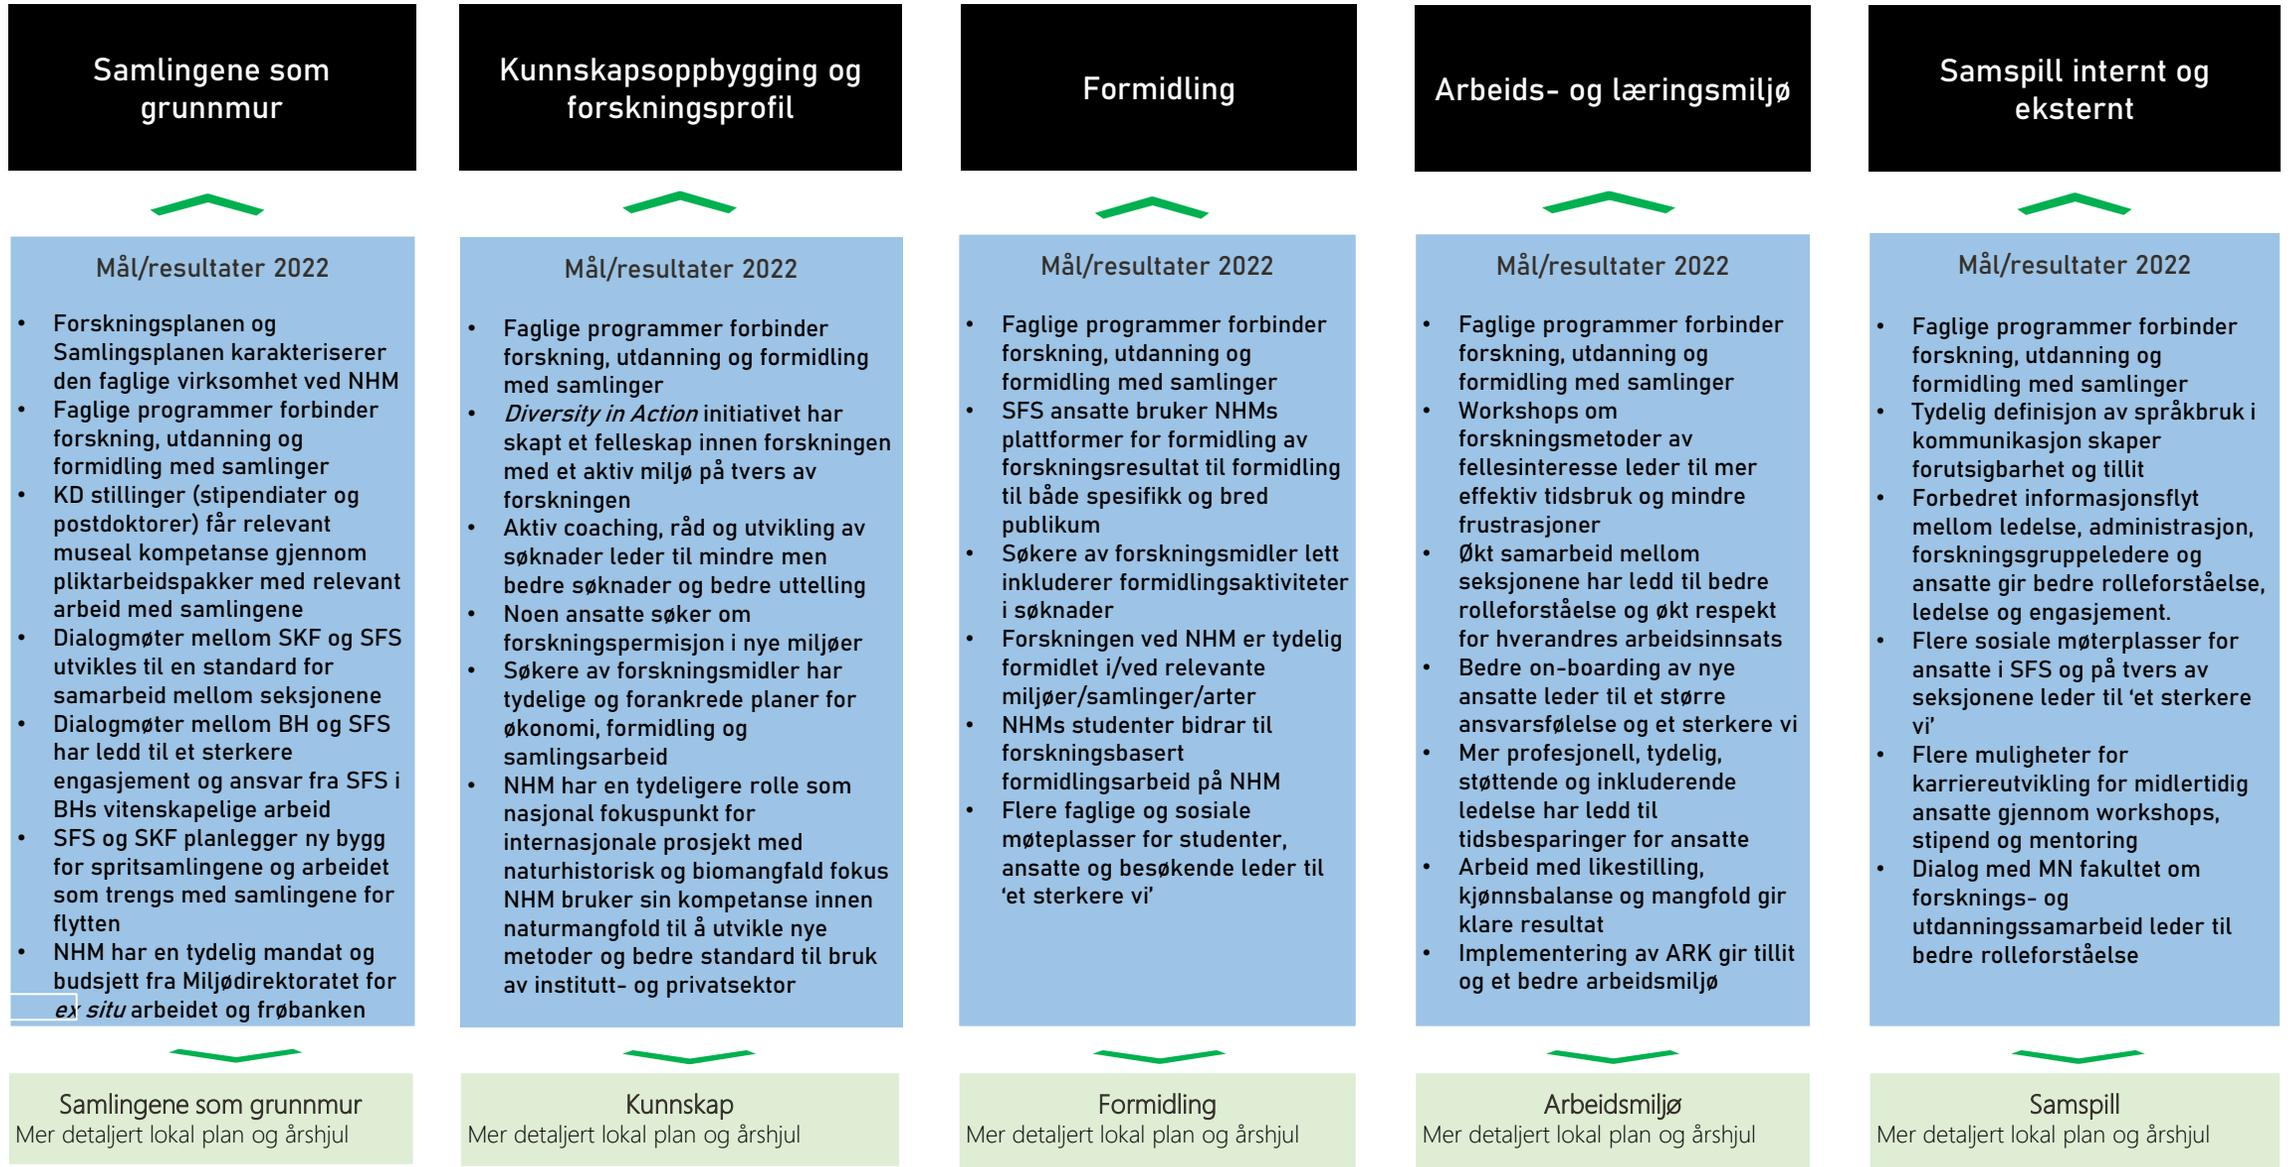 Samlingene som
grunnmur
Mål/resultater 2022
• Forskningsplanen og
Samlingsplanen karakteriserer
den faglige virksomhet ved NHM
• Faglige programmer forbinder
forskning, utdanning og
formidling med samlinger
• KD stillinger (stipendiater og
postdoktorer) får relevant
museal kompetanse gjennom
pliktarbeidspakker med relevant
arbeid med samlingene
• Dialogmøter mellom SKF og SFS
utvikles til en standard for
samarbeid mellom seksjonene
• Dialogmøter mellom BH og SFS
har ledd til et sterkere
engasjement og ansvar fra SFS i
BHs vitenskapelige arbeid
• SFS og SKF planlegger ny bygg
for spritsamlingene og arbeidet
som trengs med samlingene for
flytten
• NHM har en tydelig mandat og
budsjett fra Miljødirektoratet for
ex situ arbeidet og frøbanken
Samlingene som grunnmur
Mer detaljert lokal plan og årshjul
Kunnskapsoppbygging og
forskningsprofil
Mål/resultater 2022
• Faglige programmer forbinder
forskning, utdanning og formidling
med samlinger
• Diversity in Action initiativet har
skapt et felleskap innen forskningen
med et aktiv miljø på tvers av
forskningen
• Aktiv coaching, råd og utvikling av
søknader leder til mindre men
bedre søknader og bedre uttelling
• Noen ansatte søker om
forskningspermisjon i nye miljøer
• Søkere av forskningsmidler har
tydelige og forankrede planer for
økonomi, formidling og
samlingsarbeid
• NHM har en tydeligere rolle som
nasjonal fokuspunkt for
internasjonale prosjekt med
naturhistorisk og biomangfald fokus
NHM bruker sin kompetanse innen
naturmangfold til å utvikle nye
metoder og bedre standard til bruk
av institutt- og privatsektor
Kunnskap
Mer detaljert lokal plan og årshjul
Formidling
Mål/resultater 2022
• Faglige programmer forbinder
forskning, utdanning og
formidling med samlinger
• SFS ansatte bruker NHMs
plattformer for formidling av
forskningsresultat til formidling
til både spesifikk og bred
publikum
• Søkere av forskningsmidler lett
inkluderer formidlingsaktiviteter
i søknader
• Forskningen ved NHM er tydelig
formidlet i/ved relevante
miljøer/samlinger/arter
• NHMs studenter bidrar til
forskningsbasert
formidlingsarbeid på NHM
• Flere faglige og sosiale
møteplasser for studenter,
ansatte og besøkende leder til
‘et sterkere vi’
Formidling
Mer detaljert lokal plan og årshjul
Arbeids- og læringsmiljø
Mål/resultater 2022
• Faglige programmer forbinder
forskning, utdanning og
formidling med samlinger
• Workshops om
forskningsmetoder av
fellesinteresse leder til mer
effektiv tidsbruk og mindre
frustrasjoner
• Økt samarbeid mellom
seksjonene har ledd til bedre
rolleforståelse og økt respekt
for hverandres arbeidsinnsats
• Bedre on-boarding av nye
ansatte leder til et større
ansvarsfølelse og et sterkere vi
• Mer profesjonell, tydelig,
støttende og inkluderende
ledelse har ledd til
tidsbesparinger for ansatte
• Arbeid med likestilling,
kjønnsbalanse og mangfold gir
klare resultat
• Implementering av ARK gir tillit
og et bedre arbeidsmiljø
Arbeidsmiljø
Mer detaljert lokal plan og årshjul
Samspill internt og
eksternt
Mål/resultater 2022
• Faglige programmer forbinder
forskning, utdanning og
formidling med samlinger
• Tydelig definisjon av språkbruk i
kommunikasjon skaper
forutsigbarhet og tillit
• Forbedret informasjonsflyt
mellom ledelse, administrasjon,
forskningsgruppeledere og
ansatte gir bedre rolleforståelse,
ledelse og engasjement.
• Flere sosiale møterplasser for
ansatte i SFS og på tvers av
seksjonene leder til ‘et sterkere
vi’
• Flere muligheter for
karriereutvikling for midlertidig
ansatte gjennom workshops,
stipend og mentoring
• Dialog med MN fakultet om
forsknings- og
utdanningssamarbeid leder til
bedre rolleforståelse
Samspill
Mer detaljert lokal plan og årshjul